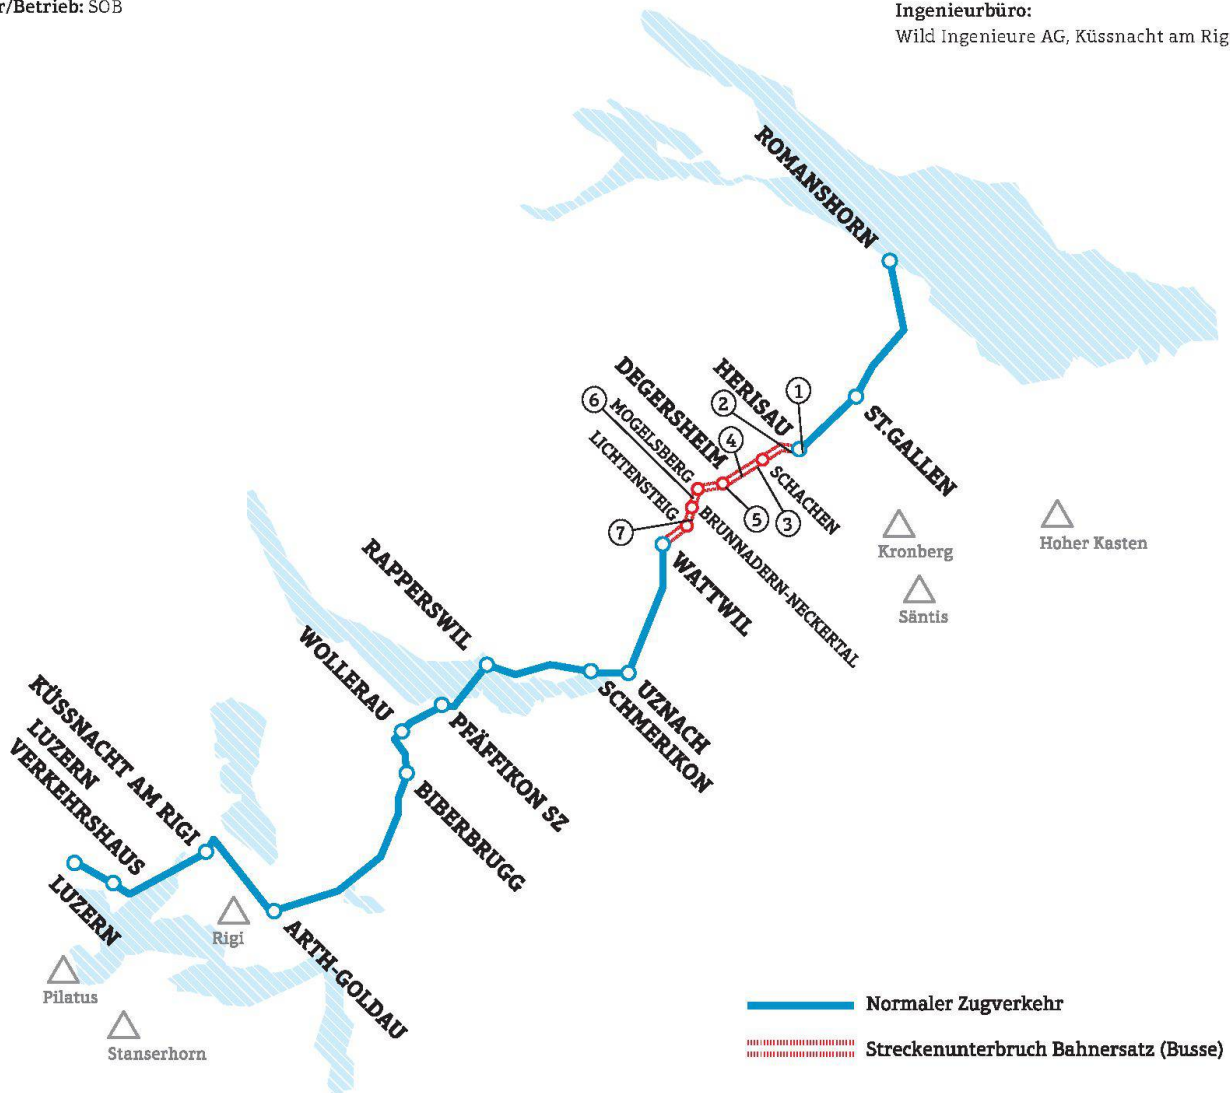 r/Betrieb: SOB
Ingenieurbüro:
Wild Ingenieure AG, Küssnacht am Rig
ROMANSHORN
HERISAU
1
DEGERSHEIM
2
6
MOGELSBERG
4
ST.GALLEN
LICHTENSTEIG
SCHACHEN
5
3
7
BRUNNADERN-NECKERTAL
Kronberg
Hoher Kasten
Säntis
WATTWIL
RAPPERSWIL
WOLLERAU
UZNACH
SCHMERIKON
PFÄFFIKON SZ
KÜSSNACHT AM RIGI
LUZERN
VERKEHRSHAUS
BIBERBRUGG
LUZERN
Rigi
ARTH-GOLDAU
Pilatus
Stanserhorn
Normaler Zugverkehr
Streckenunterbruch Bahnersatz (Busse)